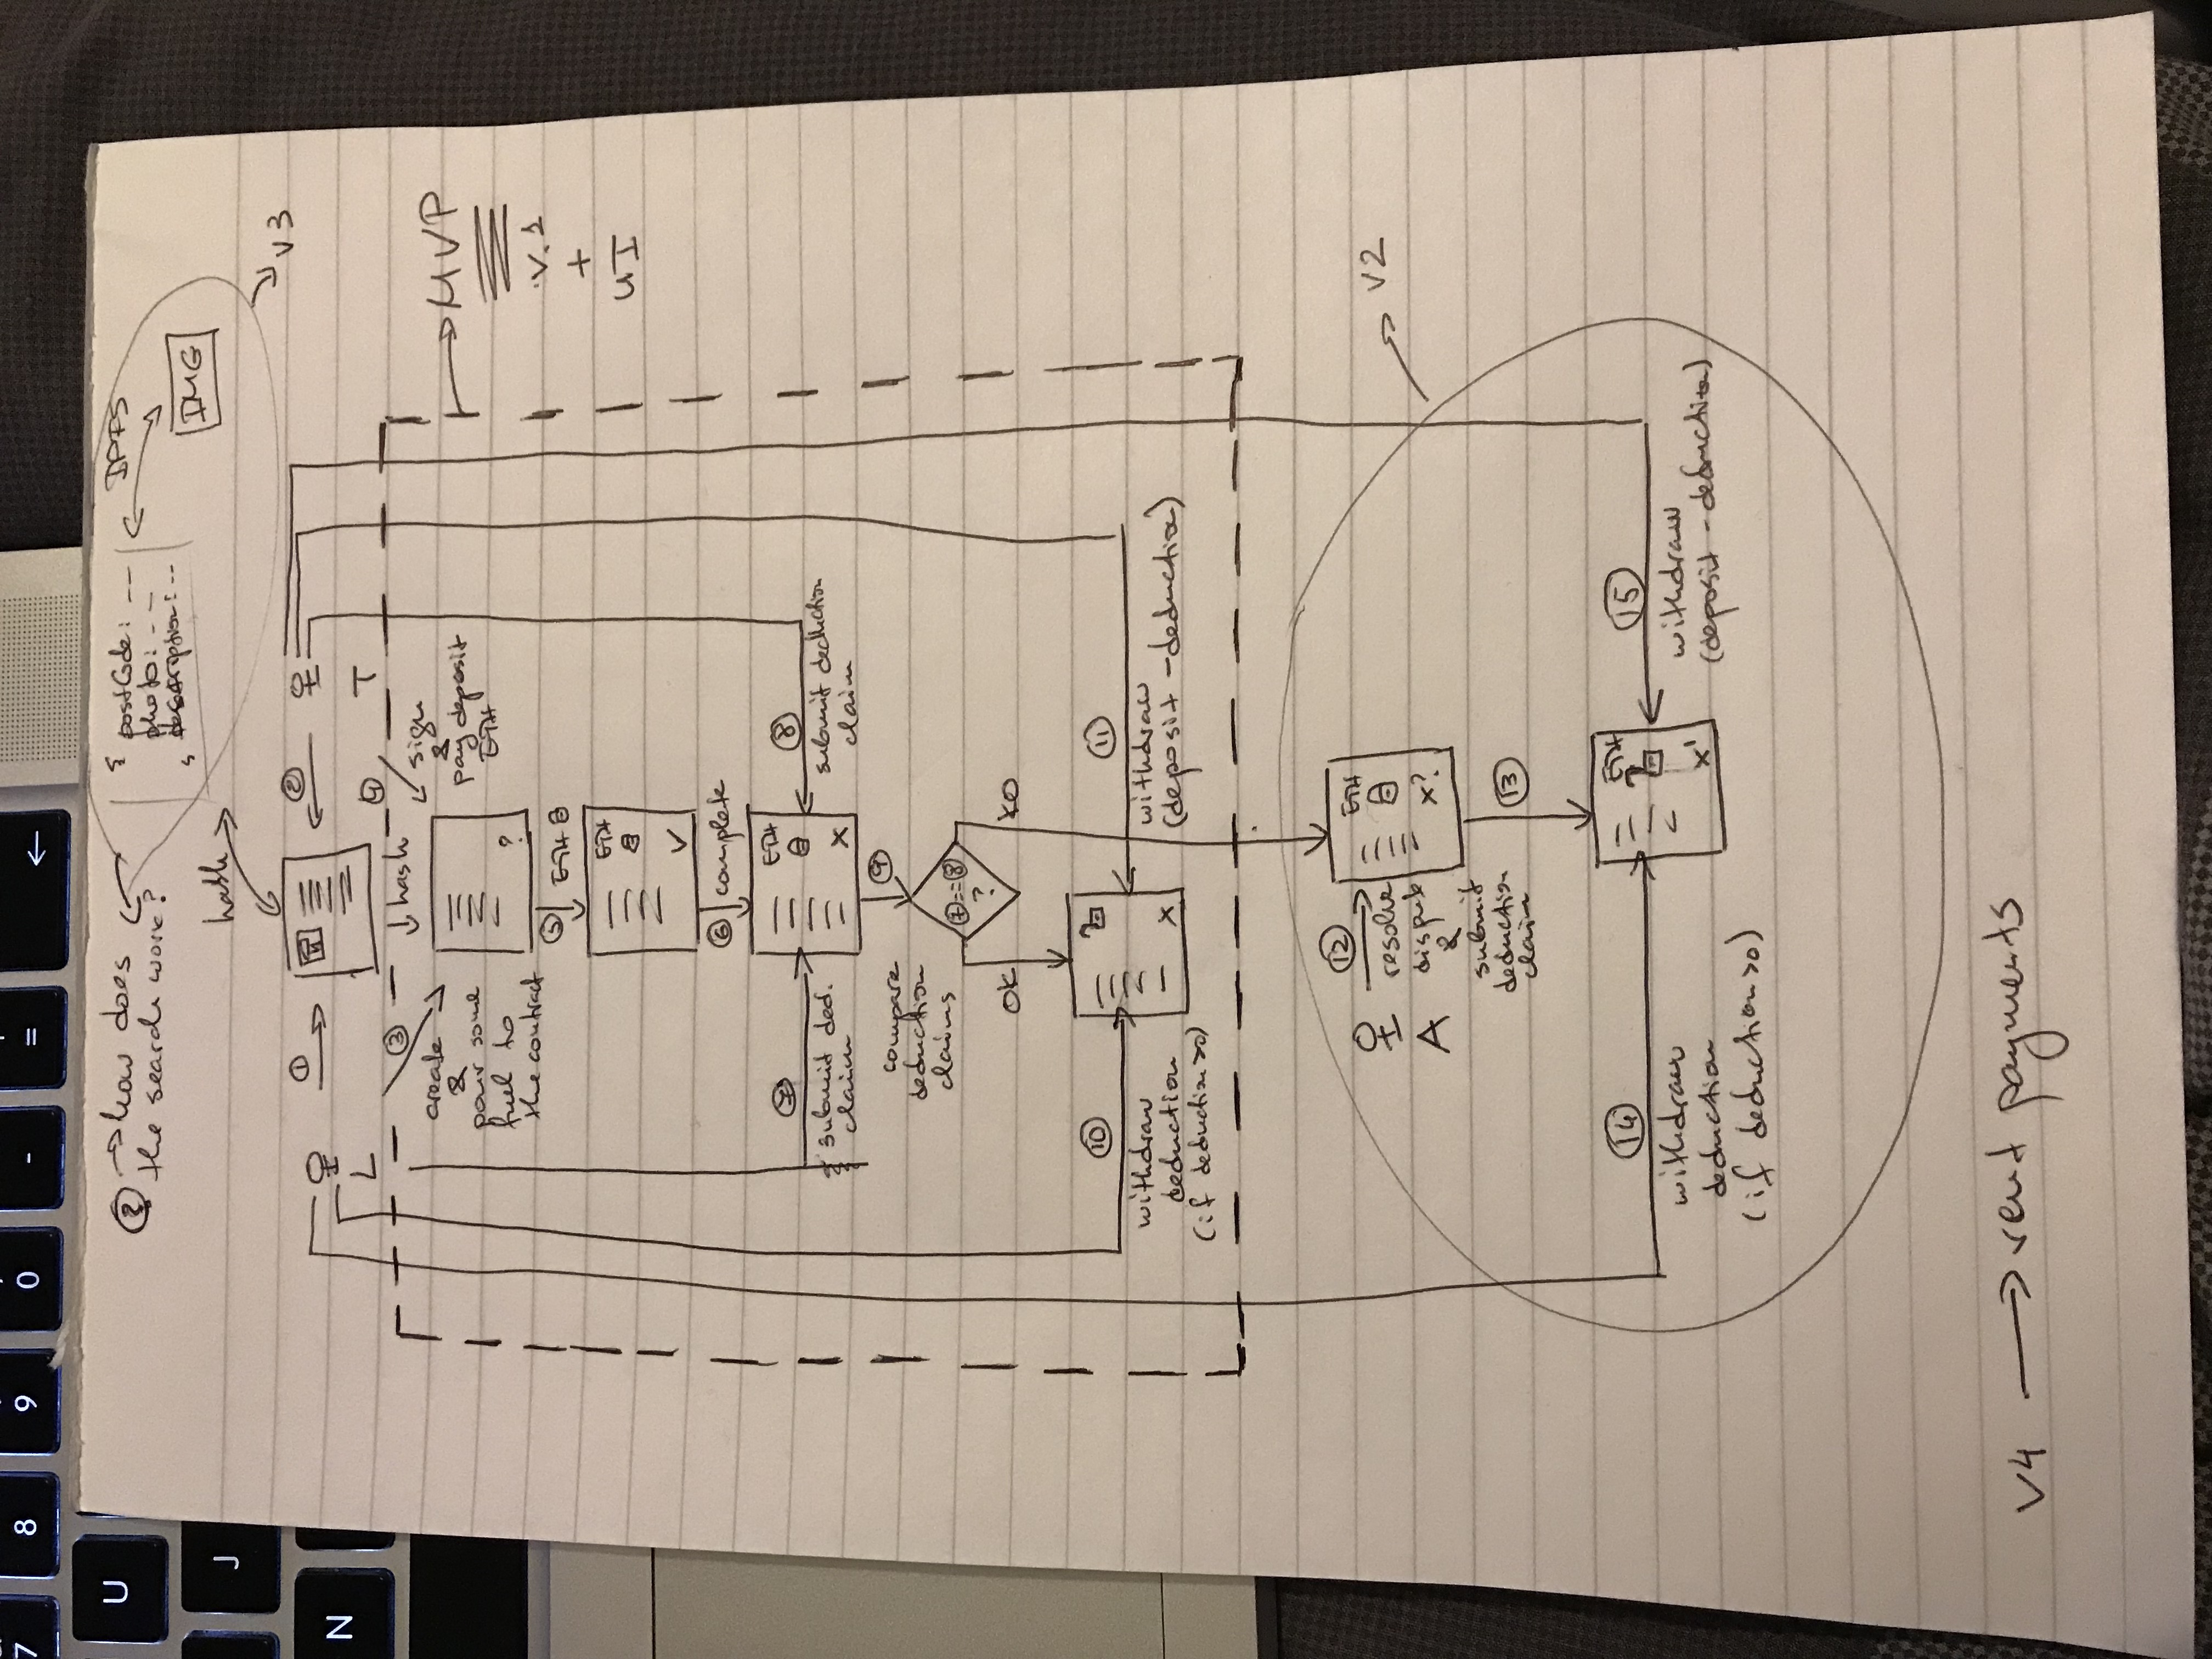 7
8
9
0
-
=
←
U
J
N
? → how does
the search work?
{ postCode: --
photo: --
description: --
IPFS
IMG
hash
V3
①
②
L
T
③
④
hash
create
&
pour some
fuel to
the contract
sign
&
pay deposit
ETH
?
MVP
v.1
+
UI
⑤ ETH
ETH
V
⑥ complete
ETH
X
⑦
submit ded.
claim
⑧
submit deduction
claim
⑨
compare
deduction
claims
⑦==⑧
?
OK
KO
X
⑩
withdraw
deduction
(if deduction >0)
⑪
withdraw
(deposit - deduction)
⑫
A
resolve
dispute
&
submit
deduction
claim
ETH
X?
V2
⑬
ETH
X'
⑭
withdraw
deduction
(if deduction >0)
⑮
withdraw
(deposit - deduction)
V4 → rent payments